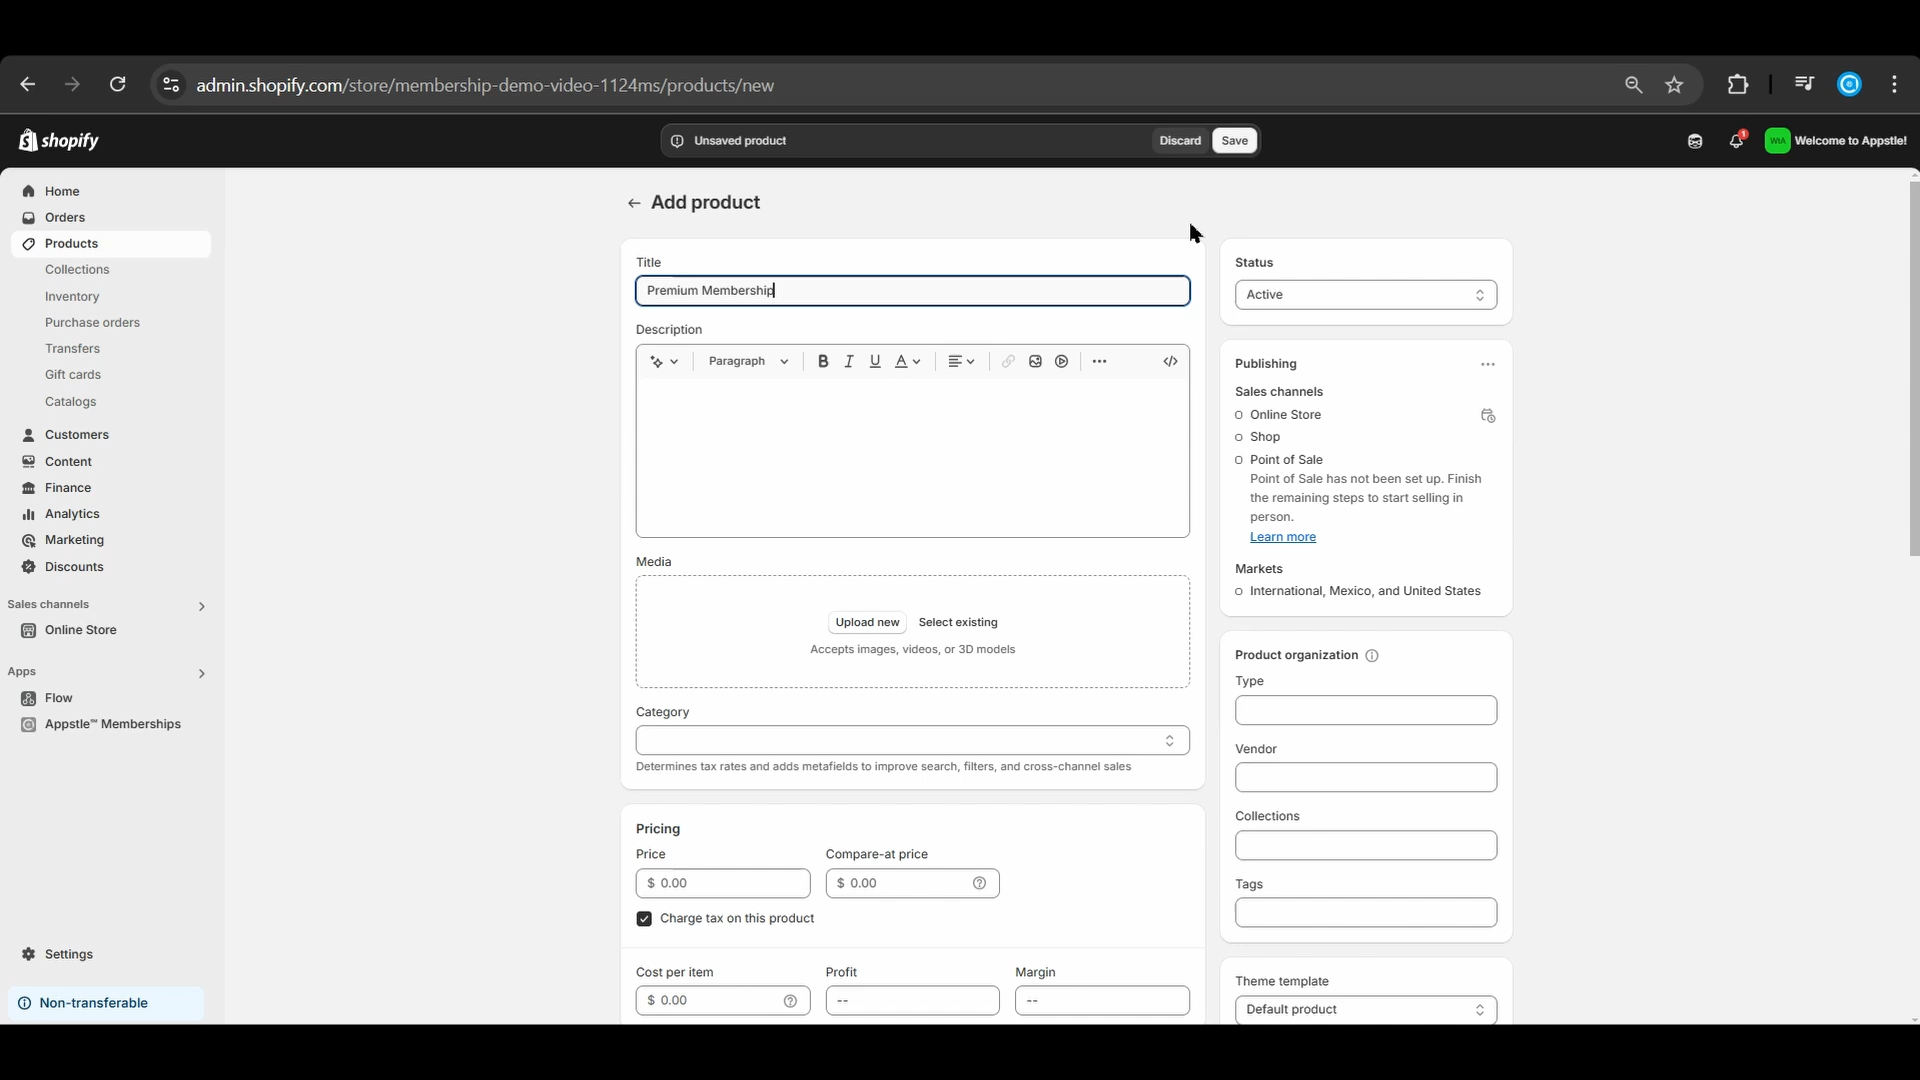 admin.shopify.com/store/membership-demo-video-1124ms/products/new
shopify
Unsaved product
Discard
Save
1
WIA
Welcome to Appstle!
Home
Orders
Products
Collections
Inventory
Purchase orders
Transfers
Gift cards
Catalogs
Customers
Content
Finance
Analytics
Marketing
Discounts
Sales channels
Online Store
Apps
Flow
Appstle™ Memberships
Settings
Non-transferable
Add product
Title
Premium Membership
Description
Paragraph
B I U A
Media
Upload new Select existing
Accepts images, videos, or 3D models
Category
Determines tax rates and adds metafields to improve search, filters, and cross-channel sales
Pricing
Price Compare-at price
$ 0.00 $ 0.00
Charge tax on this product
Cost per item Profit Margin
$ 0.00 -- --
Status
Active
Publishing
Sales channels
Online Store
Shop
Point of Sale
Point of Sale has not been set up. Finish
the remaining steps to start selling in
person.
Learn more
Markets
International, Mexico, and United States
Product organization
Type
Vendor
Collections
Tags
Theme template
Default product